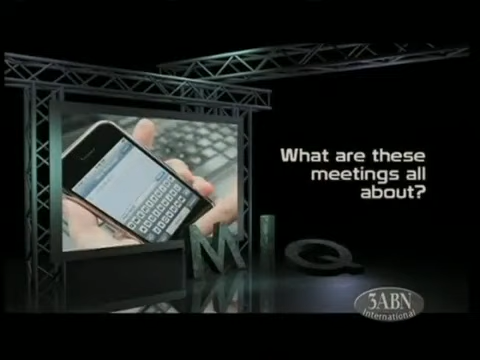 What are these
meetings all
about?
M I Q
3ABN
International